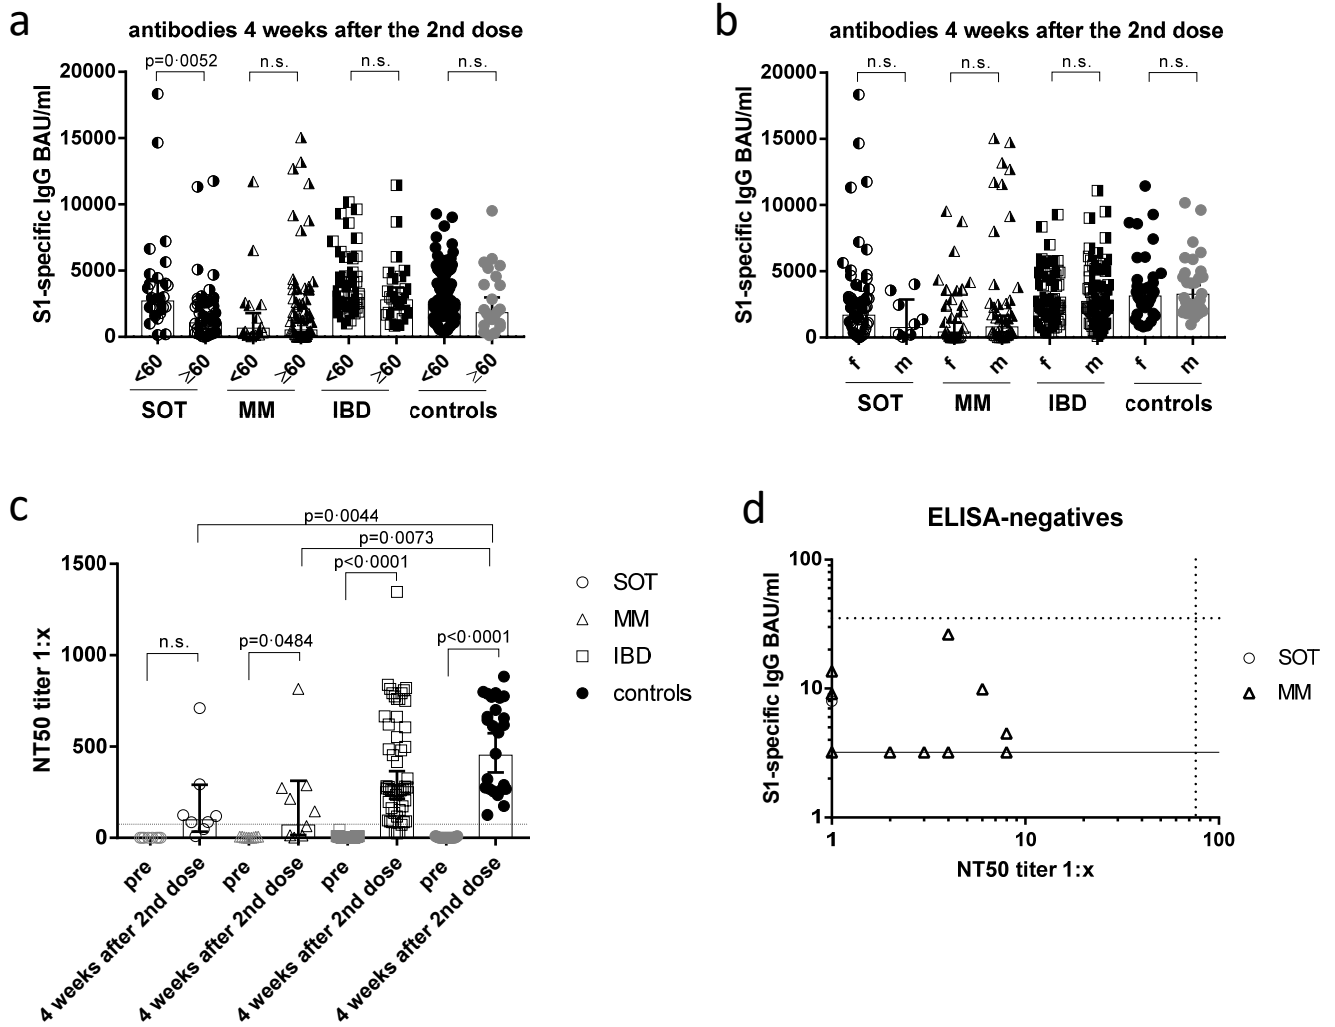 a
antibodies 4 weeks after the 2nd dose
p=0·0052 n.s. n.s. n.s.
S1-specific IgG BAU/ml
20000
15000
10000
5000
0
<60 ≥60 <60 ≥60 <60 ≥60 <60 ≥60
SOT MM IBD controls
b
antibodies 4 weeks after the 2nd dose
n.s. n.s. n.s. n.s.
S1-specific IgG BAU/ml
20000
15000
10000
5000
0
f m f m f m f m
SOT MM IBD controls
c
p=0·0044
p=0·0073
p<0·0001
n.s. p=0·0484 p<0·0001
NT50 titer 1:x
1500
1000
500
0
pre 4 weeks after 2nd dose pre 4 weeks after 2nd dose pre 4 weeks after 2nd dose pre 4 weeks after 2nd dose
SOT
MM
IBD
controls
d
ELISA-negatives
S1-specific IgG BAU/ml
100
10
1
1 10 100
NT50 titer 1:x
SOT
MM